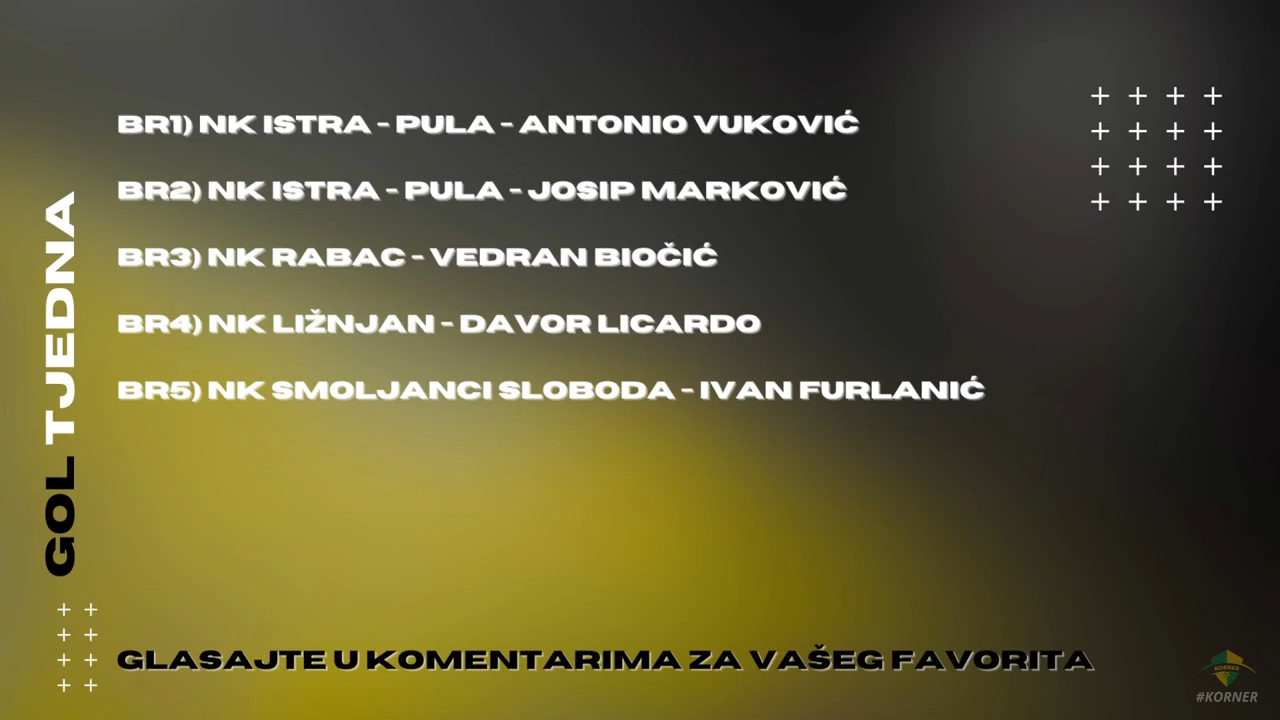 BR1) NK ISTRA - PULA - ANTONIO VUKOVIĆ
BR2) NK ISTRA - PULA - JOSIP MARKOVIĆ
BR3) NK RABAC - VEDRAN BIOČIĆ
BR4) NK LIŽNJAN - DAVOR LICARDO
BR5) NK SMOLJANCI SLOBODA - IVAN FURLANIĆ
GOL TJEDNA
GLASAJTE U KOMENTARIMA ZA VAŠEG FAVORITA
KORNER
#KORNER